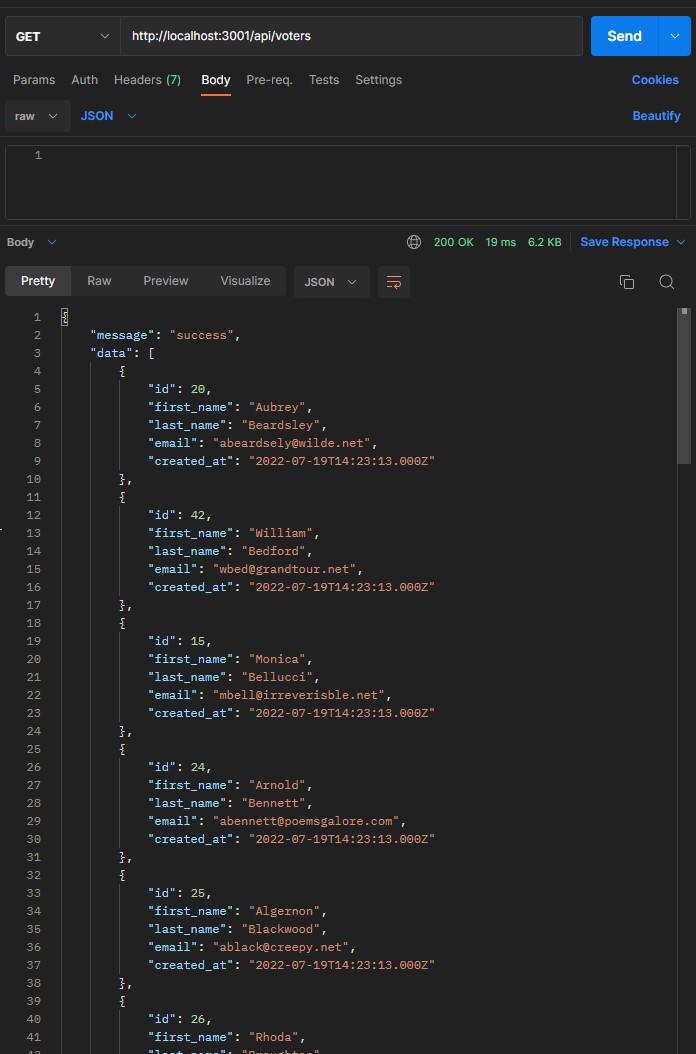 GET http://localhost:3001/api/voters Send
Params Auth Headers (7) Body Pre-req. Tests Settings Cookies
raw JSON Beautify
1
Body 200 OK 19 ms 6.2 KB Save Response
Pretty Raw Preview Visualize JSON
1 {
2 "message": "success",
3 "data": [
4 {
5 "id": 20,
6 "first_name": "Aubrey",
7 "last_name": "Beardsley",
8 "email": "abeardsely@wilde.net",
9 "created_at": "2022-07-19T14:23:13.000Z"
10 },
11 {
12 "id": 42,
13 "first_name": "William",
14 "last_name": "Bedford",
15 "email": "wbed@grandtour.net",
16 "created_at": "2022-07-19T14:23:13.000Z"
17 },
18 {
19 "id": 15,
20 "first_name": "Monica",
21 "last_name": "Bellucci",
22 "email": "mbell@irreverisble.net",
23 "created_at": "2022-07-19T14:23:13.000Z"
24 },
25 {
26 "id": 24,
27 "first_name": "Arnold",
28 "last_name": "Bennett",
29 "email": "abennett@poemsgalore.com",
30 "created_at": "2022-07-19T14:23:13.000Z"
31 },
32 {
33 "id": 25,
34 "first_name": "Algernon",
35 "last_name": "Blackwood",
36 "email": "ablack@creepy.net",
37 "created_at": "2022-07-19T14:23:13.000Z"
38 },
39 {
40 "id": 26,
41 "first_name": "Rhoda",